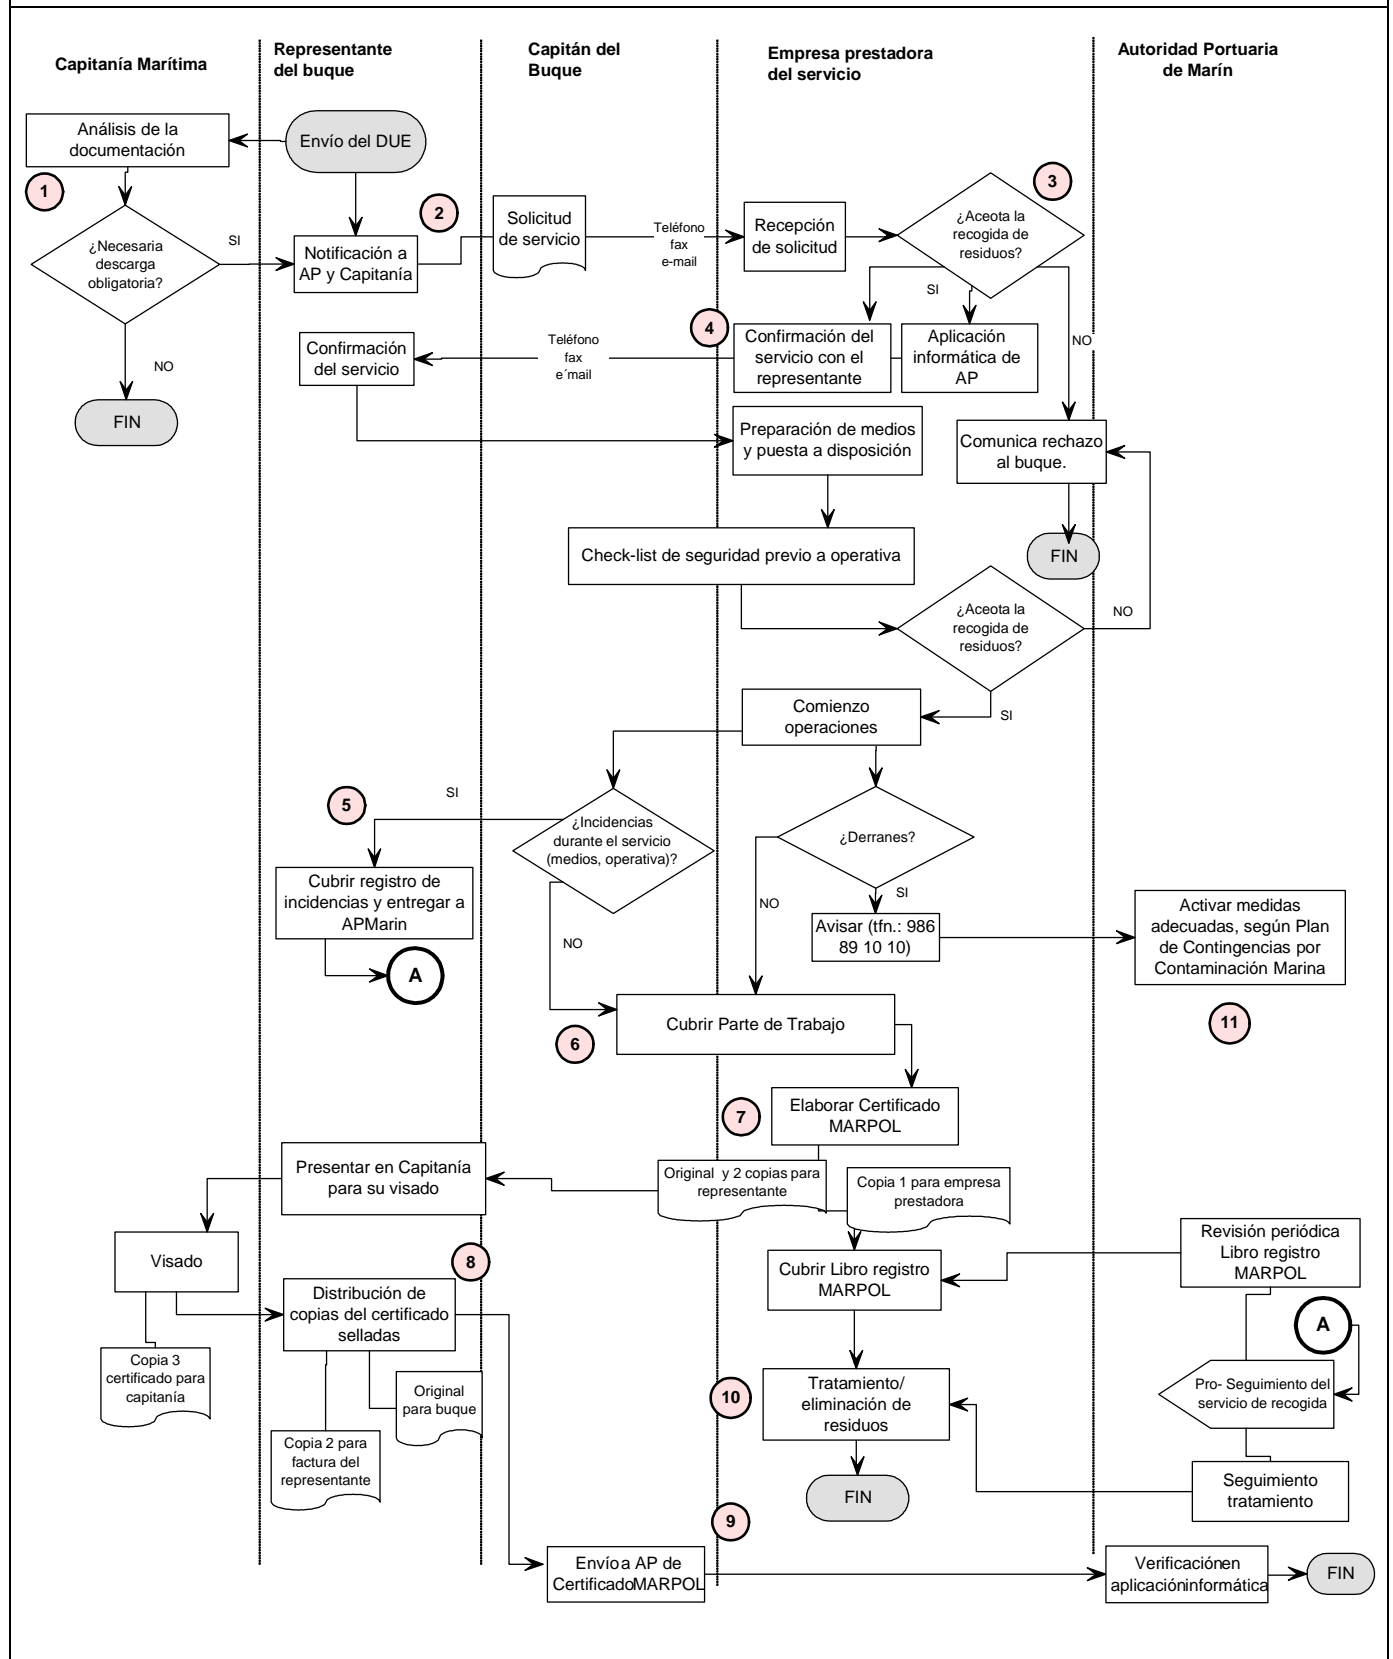 Capitanía Marítima
Representante
del buque
Capitán del
Buque
Empresa prestadora
del servicio
Autoridad Portuaria
de Marín
Análisis de la
documentación
Envío del DUE
1
2
3
¿Necesaria
descarga
obligatoria?
SI
Notificación a
AP y Capitanía
Solicitud
de servicio
Teléfono
fax
e-mail
Recepción
de solicitud
¿Aceota la
recogida de
residuos?
SI
NO
NO
FIN
Confirmación
del servicio
Teléfono
fax
e´mail
4
Confirmación del
servicio con el
representante
Aplicación
informática de
AP
Preparación de medios
y puesta a disposición
Comunica rechazo
al buque.
FIN
Check-list de seguridad previo a operativa
¿Aceota la
recogida de
residuos?
NO
SI
Comienzo
operaciones
5
SI
¿Incidencias
durante el servicio
(medios, operativa)?
¿Derranes?
Cubrir registro de
incidencias y entregar a
APMarin
A
NO
NO
SI
Avisar (tfn.: 986
89 10 10)
Activar medidas
adecuadas, según Plan
de Contingencias por
Contaminación Marina
11
6
Cubrir Parte de Trabajo
7
Elaborar Certificado
MARPOL
Presentar en Capitanía
para su visado
Original y 2 copias para
representante
Copia 1 para empresa
prestadora
Visado
8
Distribución de
copias del certificado
selladas
Cubrir Libro registro
MARPOL
Revisión periódica
Libro registro
MARPOL
A
Copia 3
certificado para
capitanía
Original
para buque
Copia 2 para
factura del
representante
10
Tratamiento/
eliminación de
residuos
Pro- Seguimiento del
servicio de recogida
FIN
Seguimiento
tratamiento
9
Envío a AP de
CertificadoMARPOL
Verificaciónen
aplicacióninformática
FIN